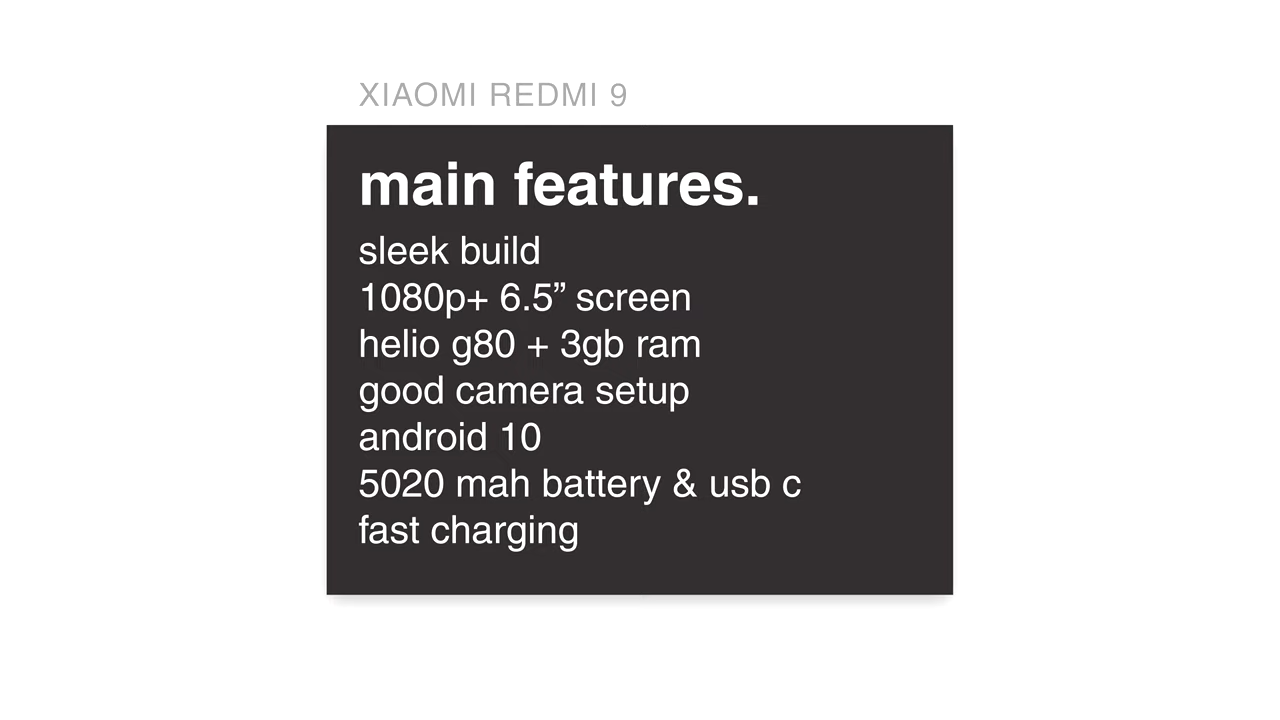 XIAOMI REDMI 9
main features.
sleek build
1080p+ 6.5” screen
helio g80 + 3gb ram
good camera setup
android 10
5020 mah battery & usb c
fast charging